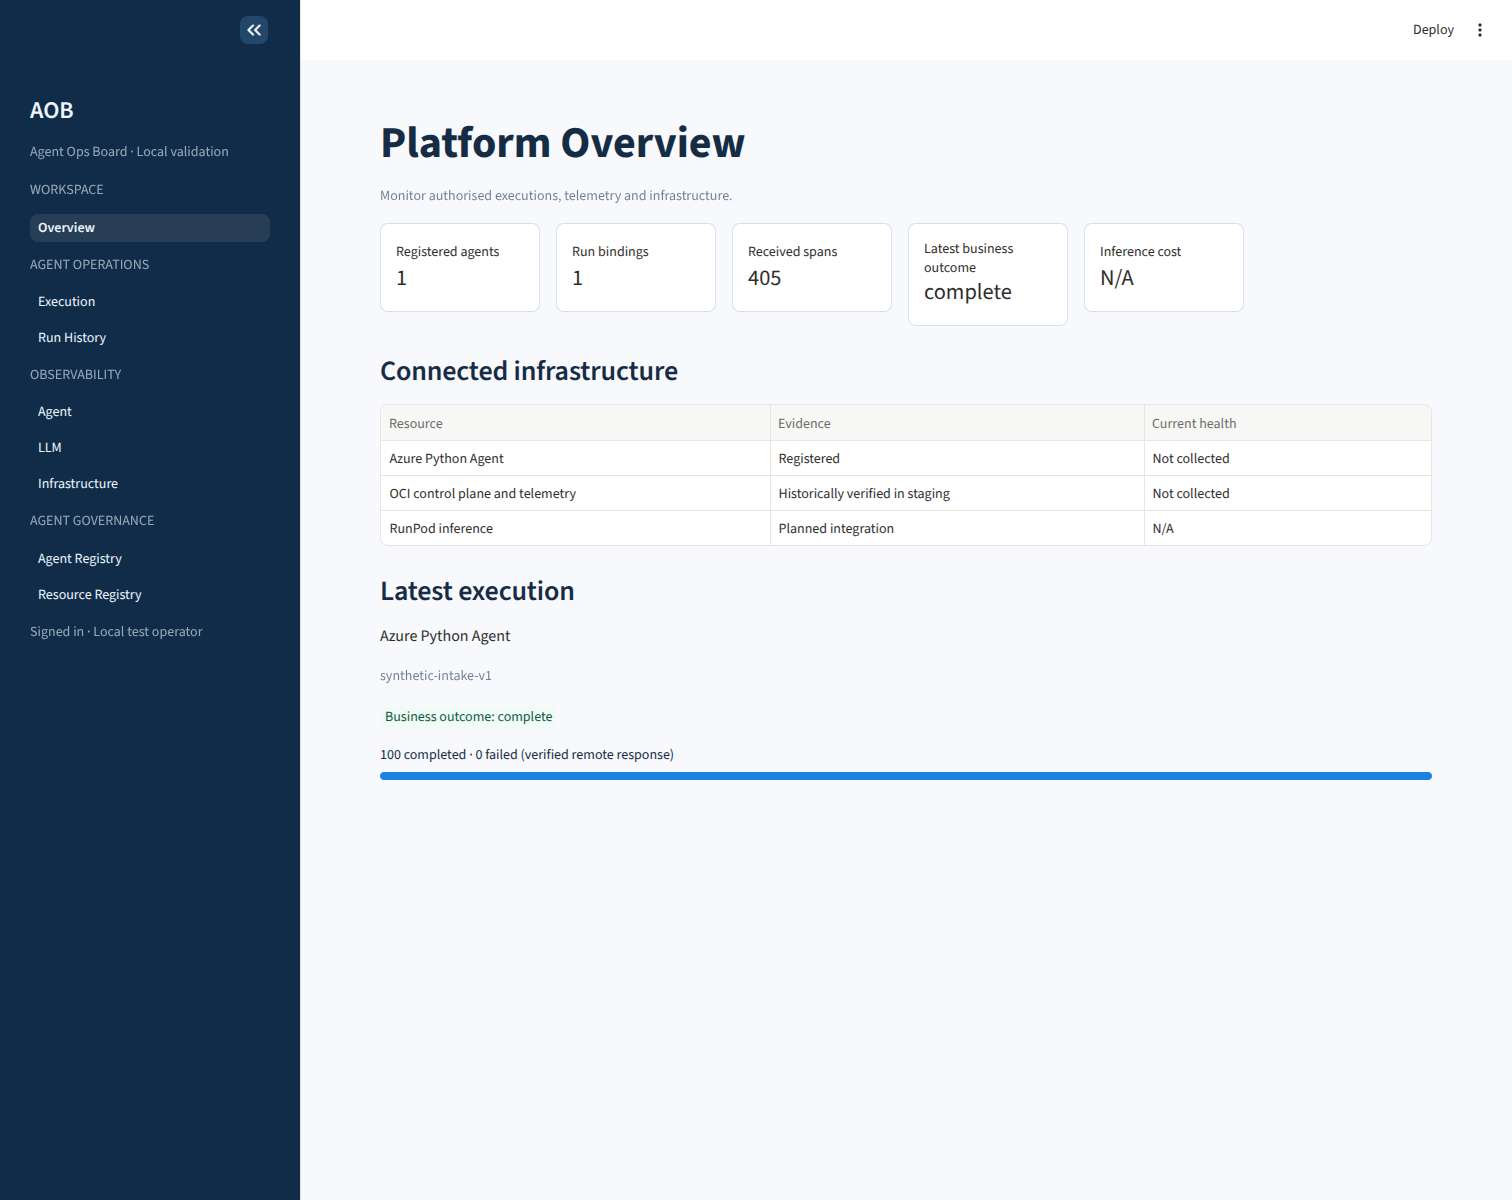 Deploy
AOB
Agent Ops Board · Local validation
WORKSPACE
Overview
AGENT OPERATIONS
Execution
Run History
OBSERVABILITY
Agent
LLM
Infrastructure
AGENT GOVERNANCE
Agent Registry
Resource Registry
Signed in · Local test operator
Platform Overview
Monitor authorised executions, telemetry and infrastructure.
Registered agents
1
Run bindings
1
Received spans
405
Latest business
outcome
complete
Inference cost
N/A
Connected infrastructure
Resource Evidence Current health
Azure Python Agent Registered Not collected
OCI control plane and telemetry Historically verified in staging Not collected
RunPod inference Planned integration N/A
Latest execution
Azure Python Agent
synthetic-intake-v1
Business outcome: complete
100 completed · 0 failed (verified remote response)